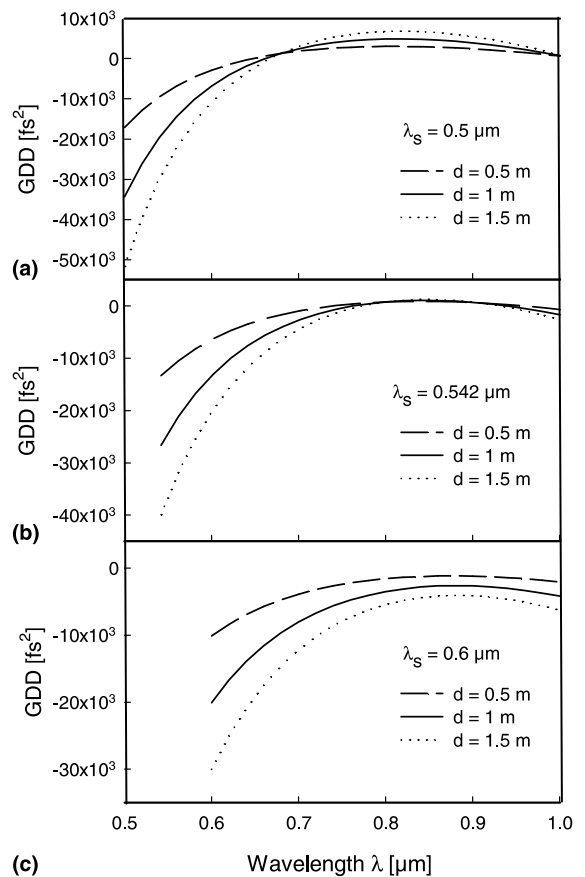 10x10³
0
-10x10³
-20x10³
-30x10³
-40x10³
-50x10³
GDD [fs²]
λS = 0.5 µm
d = 0.5 m
d = 1 m
d = 1.5 m
(a)
0
-10x10³
-20x10³
-30x10³
-40x10³
GDD [fs²]
λS = 0.542 µm
d = 0.5 m
d = 1 m
d = 1.5 m
(b)
0
-10x10³
-20x10³
-30x10³
GDD [fs²]
λS = 0.6 µm
d = 0.5 m
d = 1 m
d = 1.5 m
0.5 0.6 0.7 0.8 0.9 1.0
(c)
Wavelength λ [µm]